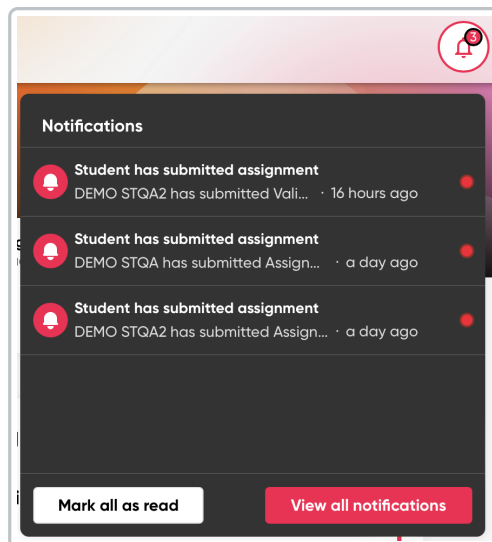 3
Notifications
Student has submitted assignment
DEMO STQA2 has submitted Vali... · 16 hours ago
Student has submitted assignment
DEMO STQA has submitted Assign... · a day ago
Student has submitted assignment
DEMO STQA2 has submitted Assign... · a day ago
Mark all as read
View all notifications